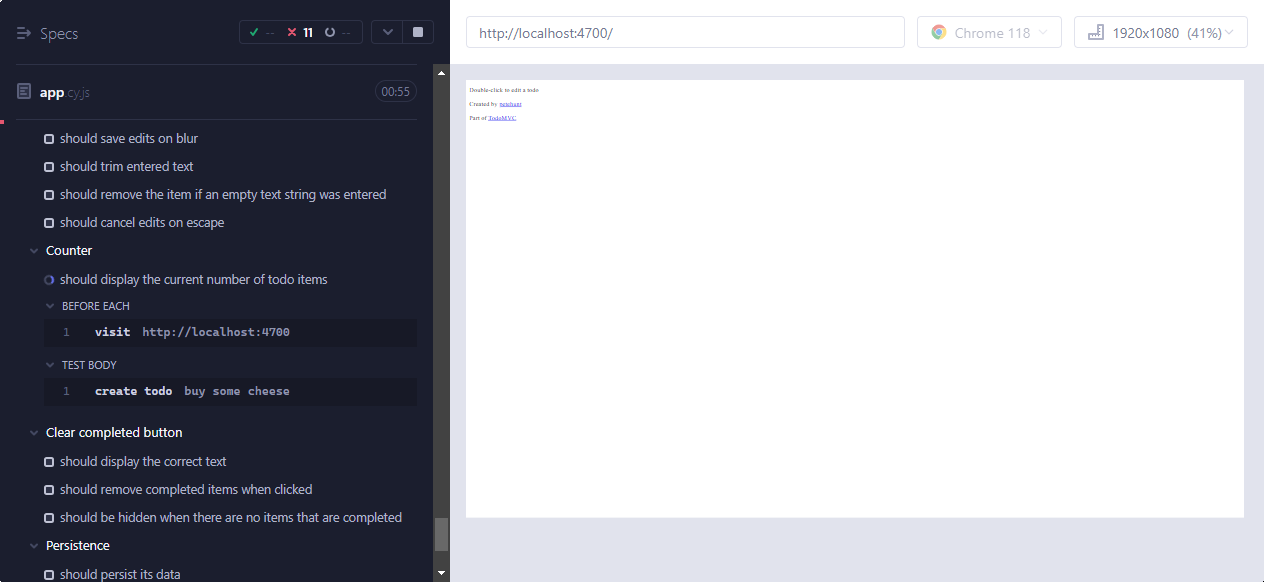 Specs
-- 11 --
app.cy.js 00:55
should save edits on blur
should trim entered text
should remove the item if an empty text string was entered
should cancel edits on escape
Counter
should display the current number of todo items
BEFORE EACH
1 visit http://localhost:4700
TEST BODY
1 create todo buy some cheese
Clear completed button
should display the correct text
should remove completed items when clicked
should be hidden when there are no items that are completed
Persistence
should persist its data
http://localhost:4700/
Chrome 118
1920x1080 (41%)
Double-click to edit a todo
Created by petehunt
Part of TodoMVC